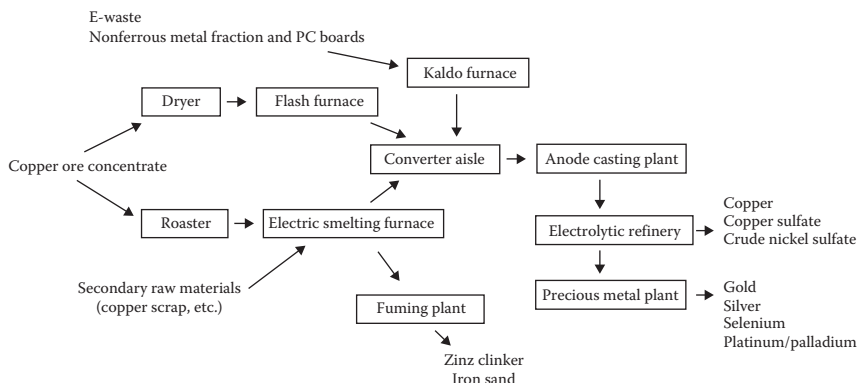 E-waste
Nonferrous metal fraction and PC boards
Kaldo furnace
Dryer
Flash furnace
Copper ore concentrate
Converter aisle
Anode casting plant
Roaster
Electric smelting furnace
Electrolytic refinery
Copper
Copper sulfate
Crude nickel sulfate
Secondary raw materials
(copper scrap, etc.)
Fuming plant
Precious metal plant
Gold
Silver
Selenium
Platinum/palladium
Zinz clinker
Iron sand